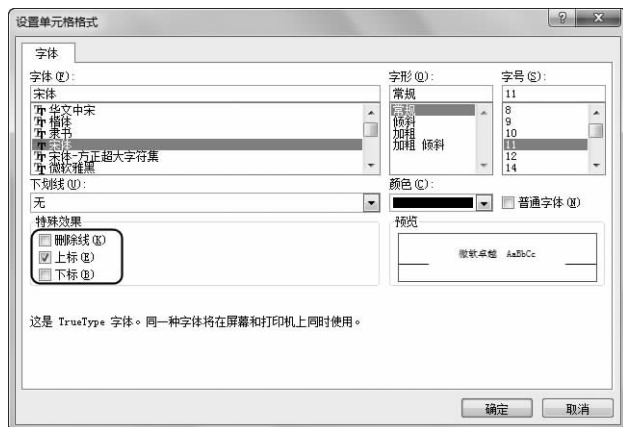 设置单元格格式
字体
字体(F): 字形(O): 字号(S):
宋体 常规 11
华文中宋 常规 8
楷体 倾斜 9
隶书 加粗 10
宋体 加粗 倾斜 11
宋体-方正超大字符集 12
微软雅黑 14
下划线(U): 颜色(C):
无 普通字体(N)
特殊效果 预览
删除线(K)
上标(E) 微软卓越 AaBbCc
下标(B)
这是 TrueType 字体。同一种字体将在屏幕和打印机上同时使用。
确定 取消